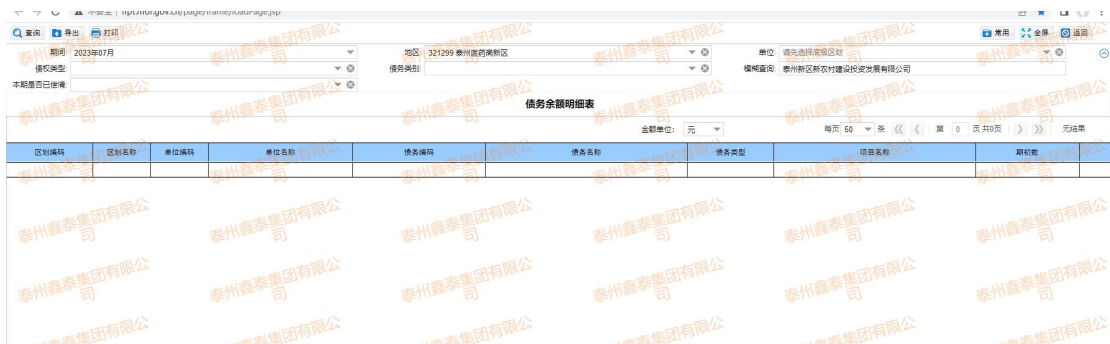 查询 导出 打印 常用 全屏 返回
期间: 2023年07月 地区: 321299 泰州医药高新区 单位: 请先选择底级区划
债权类型: 债务类别: 模糊查询: 泰州新区新农村建设投资发展有限公司
本期是否已偿清:
债务余额明细表
金额单位: 元 每页 50 条 第 0 页 共0页 无结果
区划编码 区划名称 单位编码 单位名称 债务编码 债务名称 债务类型 项目名称 期初数
泰州鑫泰集团有限公司